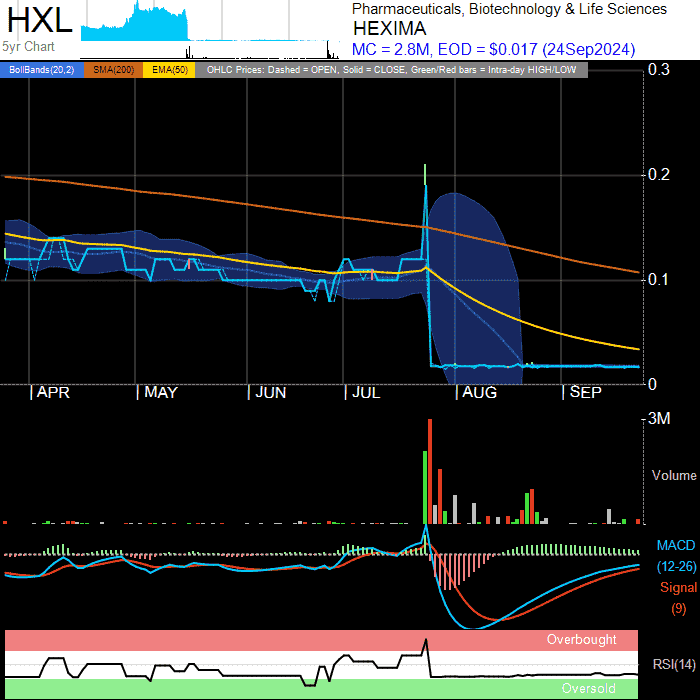 HXL
5yr Chart
Pharmaceuticals, Biotechnology & Life Sciences
HEXIMA
MC = 2.8M, EOD = $0.017 (24Sep2024)
BollBands(20,2) SMA(200) EMA(50) OHLC Prices: Dashed = OPEN, Solid = CLOSE, Green/Red bars = Intra-day HIGH/LOW
0.3
0.2
0.1
0
APR MAY JUN JUL AUG SEP
3M
Volume
MACD
(12-26)
Signal
(9)
Overbought
RSI(14)
Oversold